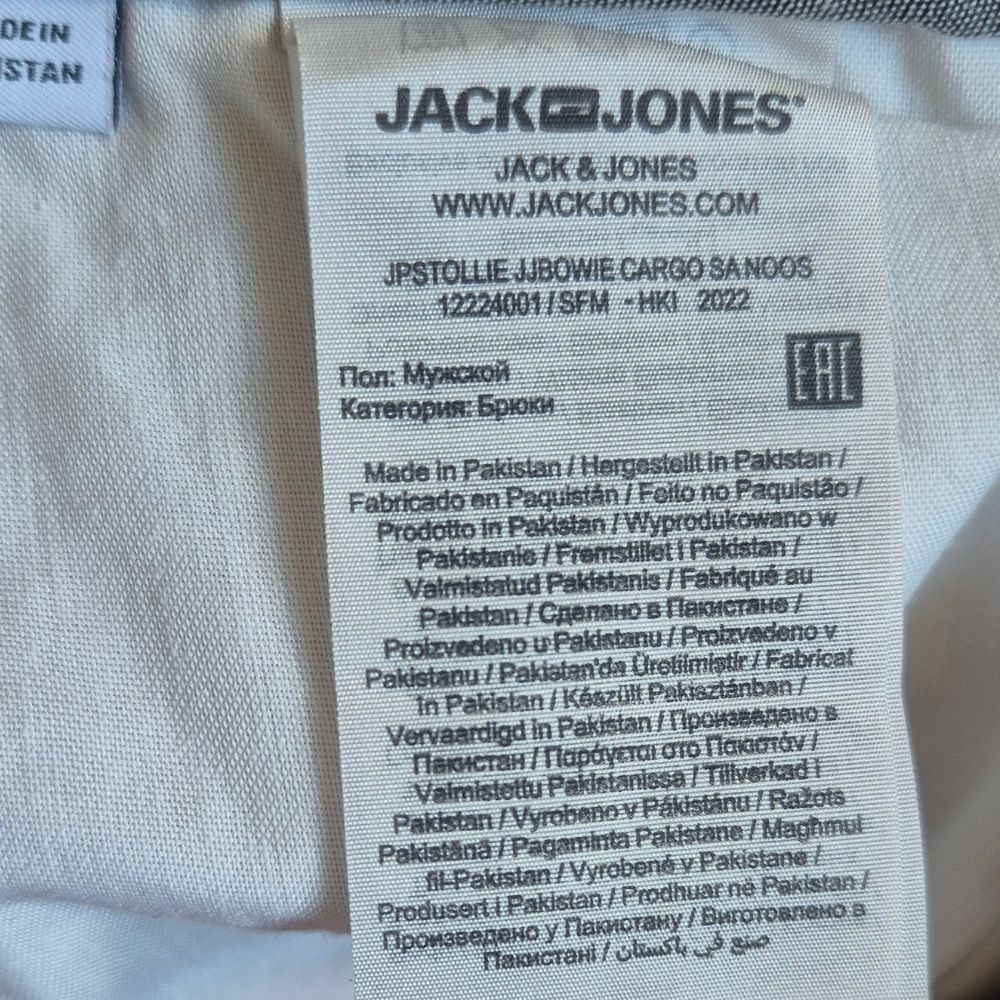 DE IN
ISTAN
JACK JONES®
JACK & JONES
WWW.JACKJONES.COM
JPSTOLLIE JJBOWIE CARGO SA NOOS
12224001 / SFM - HKI 2022
Пол: Мужской
Категория: Брюки
EAC
Made in Pakistan / Hergestellt in Pakistan /
Fabricado en Paquistán / Feito no Paquistão /
Prodotto in Pakistan / Wyprodukowano w
Pakistanie / Fremstillet i Pakistan /
Valmistatud Pakistanis / Fabriqué au
Pakistan / Сделано в Пакистане /
Proizvedeno u Pakistanu / Proizvedeno v
Pakistanu / Pakistan'da Üretilmistir / Fabricat
în Pakistan / Készült Pakisztánban /
Vervaardigd in Pakistan / Произведено в
Пакистан / Παράγεται στο Πακιστάν /
Valmistettu Pakistanissa / Tillverkad i
Pakistan / Vyrobeno v Pákistánu / Ražots
Pakistānā / Pagaminta Pakistane / Magħmul
fil-Pakistan / Vyrobené v Pakistane /
Produsert i Pakistan / Prodhuar në Pakistan /
Произведено у Пакистану / Виготовлено в
Пакистані / صنع في باكستان